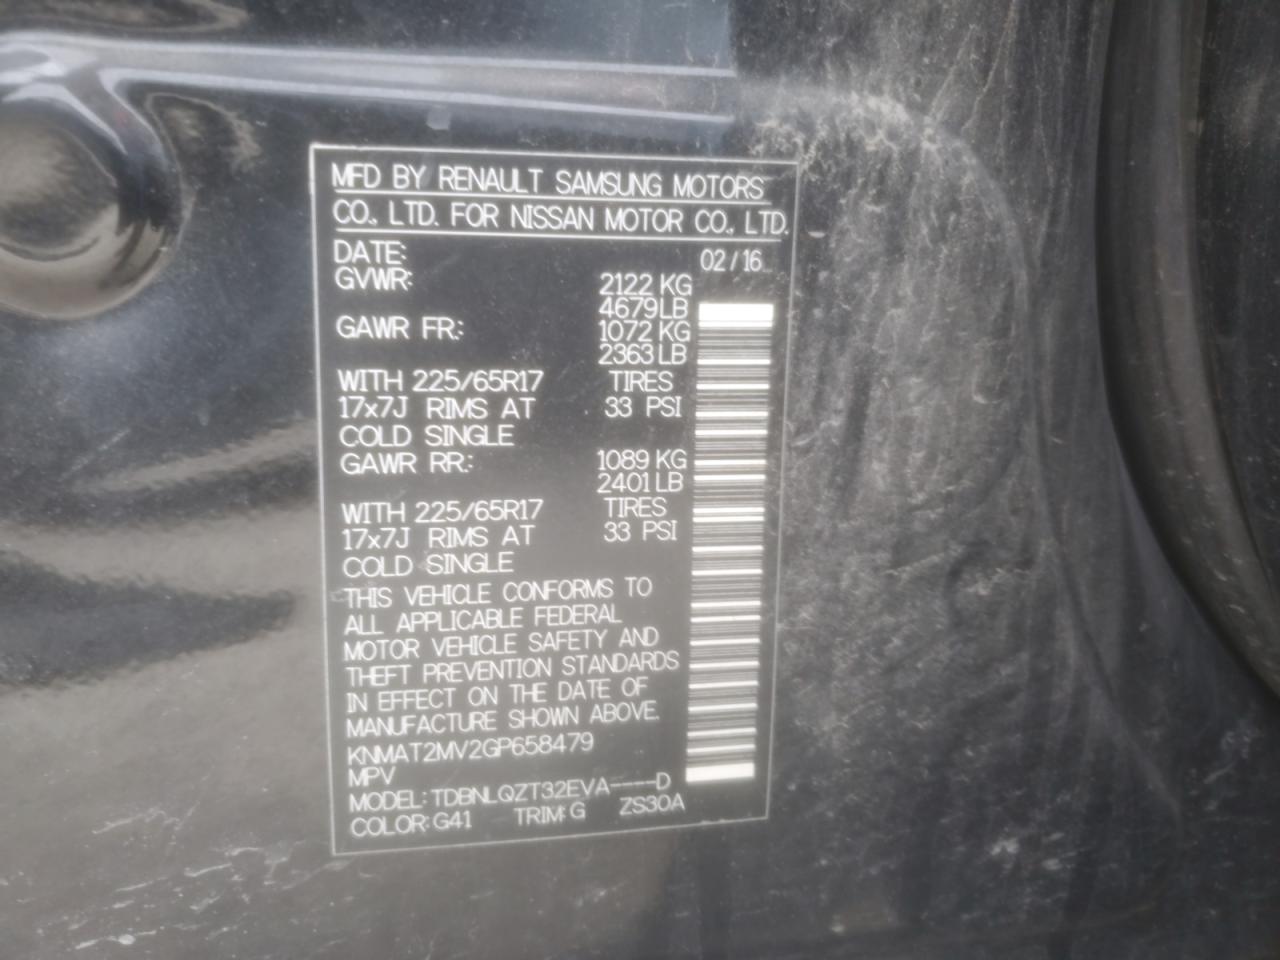 MFD BY RENAULT SAMSUNG MOTORS
CO., LTD. FOR NISSAN MOTOR CO., LTD.
DATE: 02 / 16
GVWR: 2122 KG
4679 LB
GAWR FR.: 1072 KG
2363 LB
WITH 225/65R17 TIRES
17x7J RIMS AT 33 PSI
COLD SINGLE
GAWR RR.: 1089 KG
2401 LB
WITH 225/65R17 TIRES
17x7J RIMS AT 33 PSI
COLD SINGLE
THIS VEHICLE CONFORMS TO
ALL APPLICABLE FEDERAL
MOTOR VEHICLE SAFETY AND
THEFT PREVENTION STANDARDS
IN EFFECT ON THE DATE OF
MANUFACTURE SHOWN ABOVE.
KNMAT2MV2GP658479
MPV
MODEL: TDBNLQZT32EVA----D
COLOR: G41 TRIM: G ZS30A